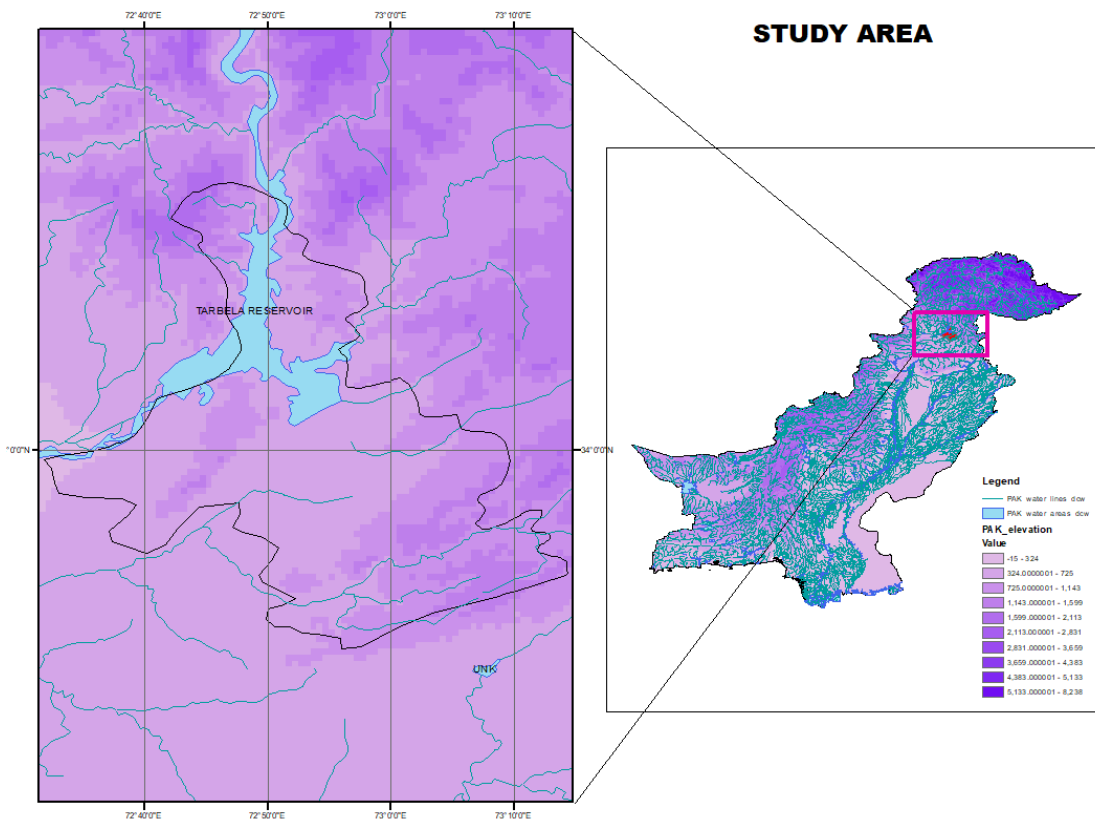 72°40'0"E
72°50'0"E
73°0'0"E
73°10'0"E
STUDY AREA
TARBELA RESERVOIR
°0'0"N
34°0'0"N
UNK
72°40'0"E
72°50'0"E
73°0'0"E
73°10'0"E
Legend
PAK water lines dcw
PAK water areas dcw
PAK_elevation
Value
-15 - 324
324.0000001 - 725
725.0000001 - 1,143
1,143.000001 - 1,599
1,599.000001 - 2,113
2,113.000001 - 2,831
2,831.000001 - 3,659
3,659.000001 - 4,383
4,383.000001 - 5,133
5,133.000001 - 8,238